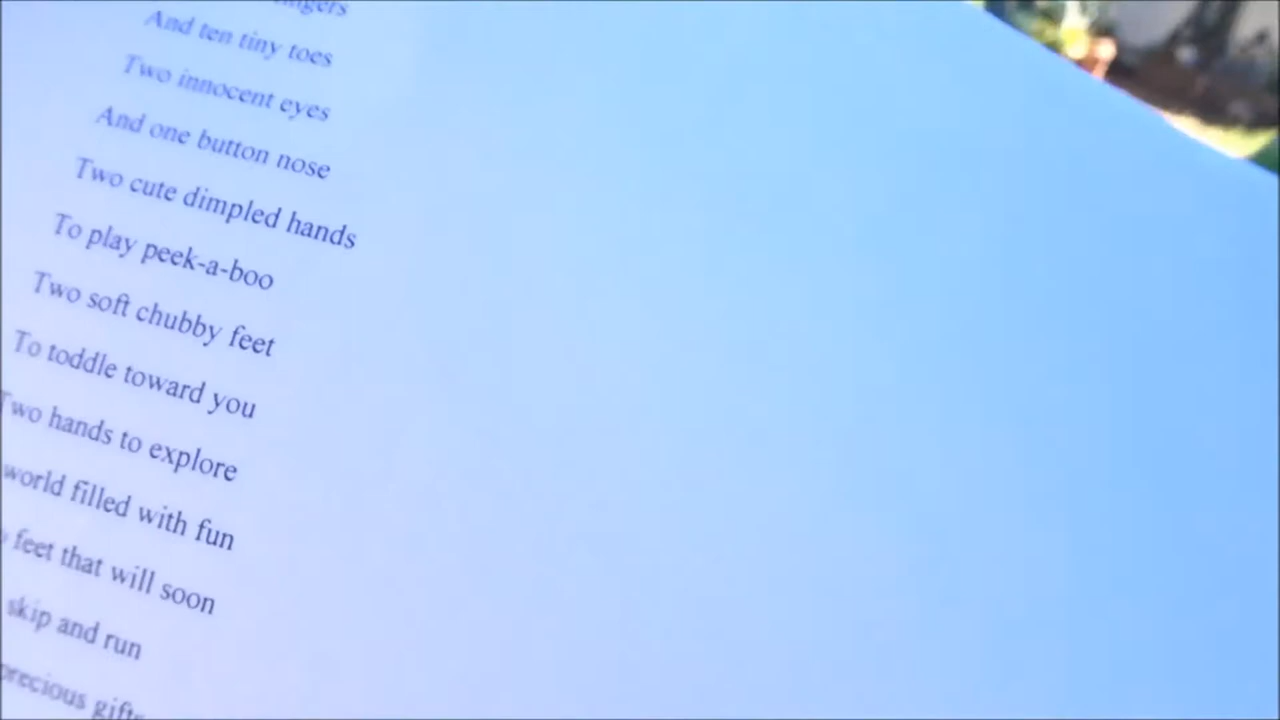 And ten tiny toes
Two innocent eyes
And one button nose
Two cute dimpled hands
To play peek-a-boo
Two soft chubby feet
To toddle toward you
Two hands to explore
world filled with fun
feet that will soon
skip and run
precious gifts